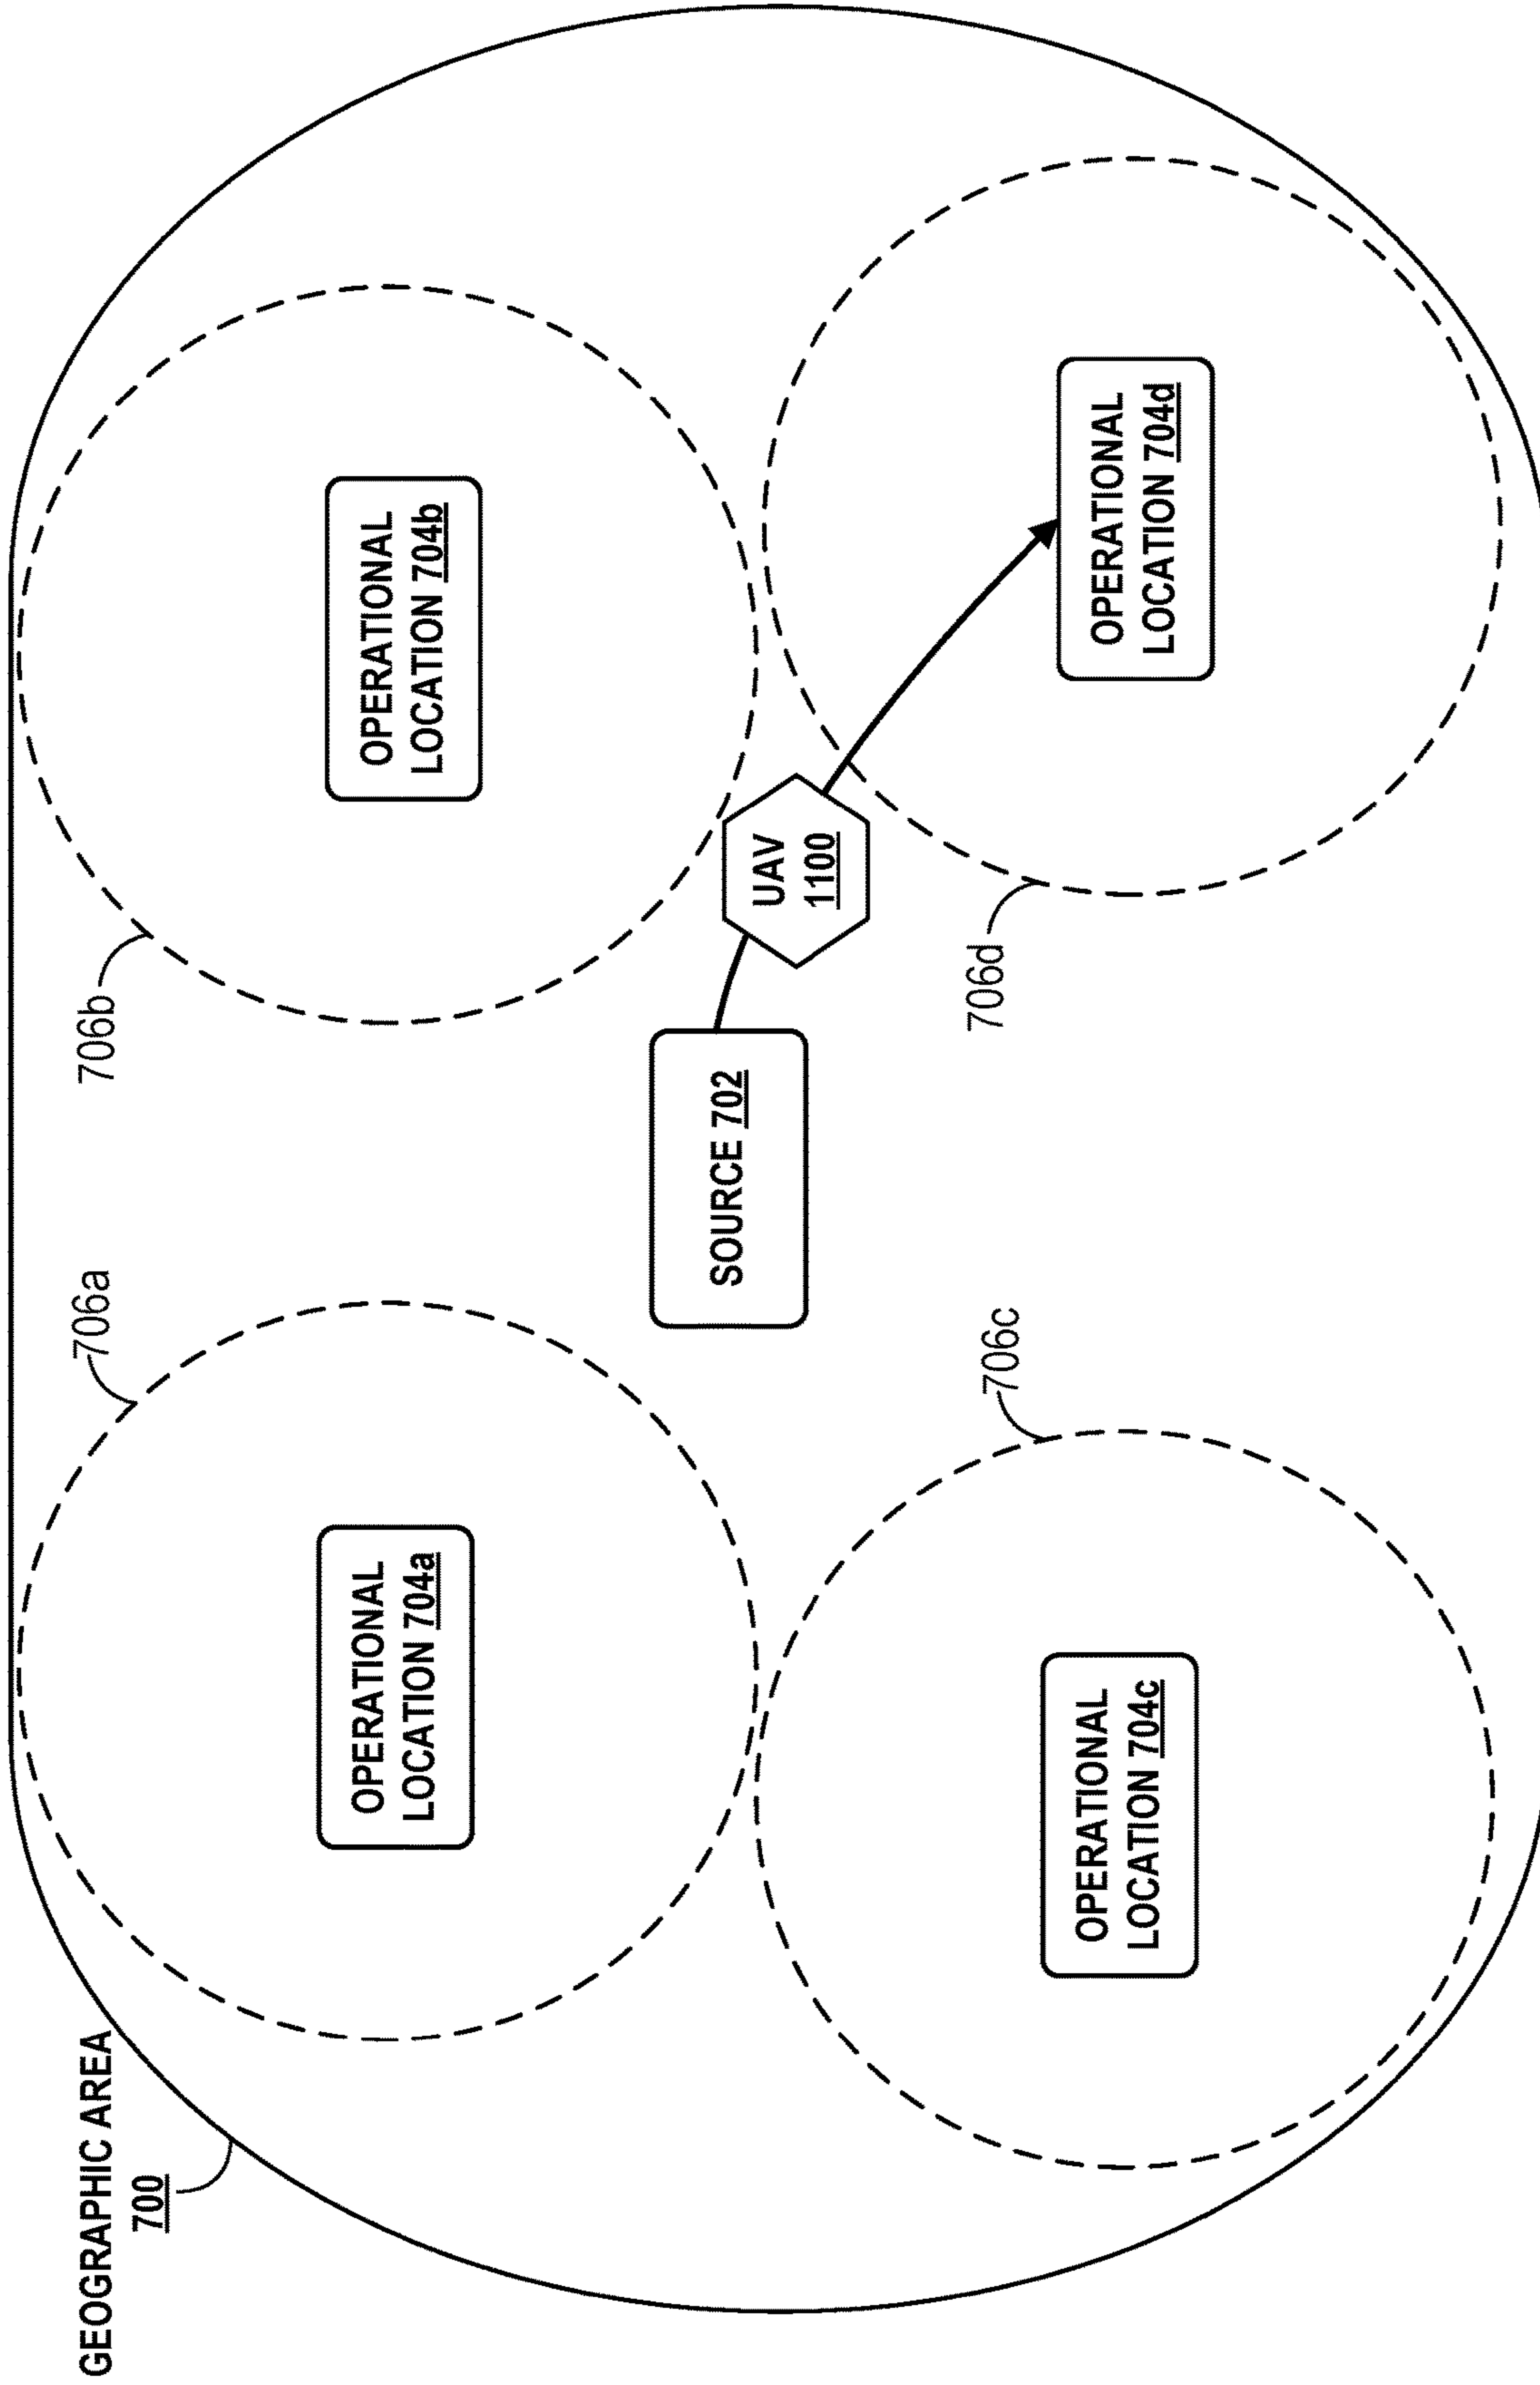 GEOGRAPHIC AREA
700
706a
706b
OPERATIONAL
LOCATION 704a
OPERATIONAL
LOCATION 704b
SOURCE 702
UAV
1100
706c
706d
OPERATIONAL
LOCATION 704c
OPERATIONAL
LOCATION 704d